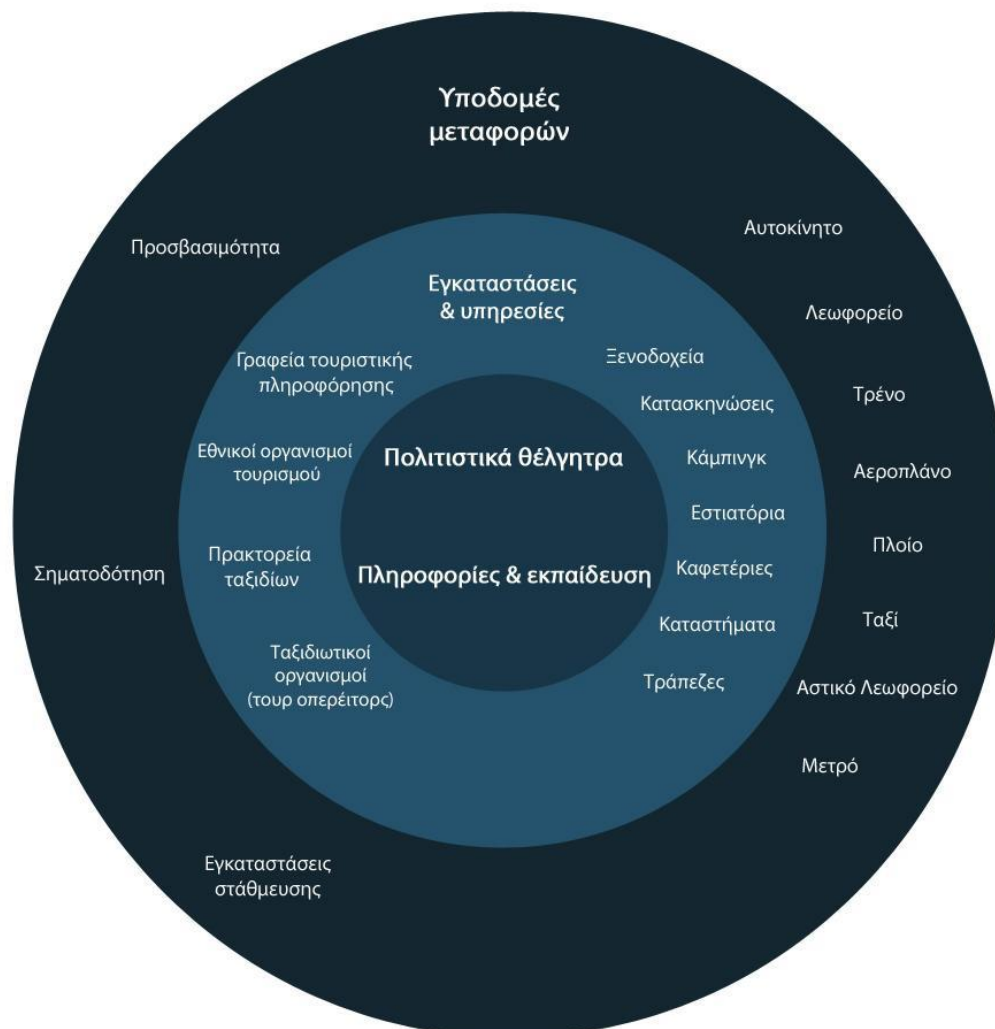 Υποδομές
μεταφορών
Προσβασιμότητα
Σηματοδότηση
Εγκαταστάσεις
στάθμευσης
Αυτοκίνητο
Λεωφορείο
Τρένο
Αεροπλάνο
Πλοίο
Ταξί
Αστικό Λεωφορείο
Μετρό
Εγκαταστάσεις
& υπηρεσίες
Γραφεία τουριστικής
πληροφόρησης
Εθνικοί οργανισμοί
τουρισμού
Πρακτορεία
ταξιδίων
Ταξιδιωτικοί
οργανισμοί
(τουρ οπερέιτορς)
Ξενοδοχεία
Κατασκηνώσεις
Κάμπινγκ
Εστιατόρια
Καφετέριες
Καταστήματα
Τράπεζες
Πολιτιστικά θέλγητρα
Πληροφορίες & εκπαίδευση